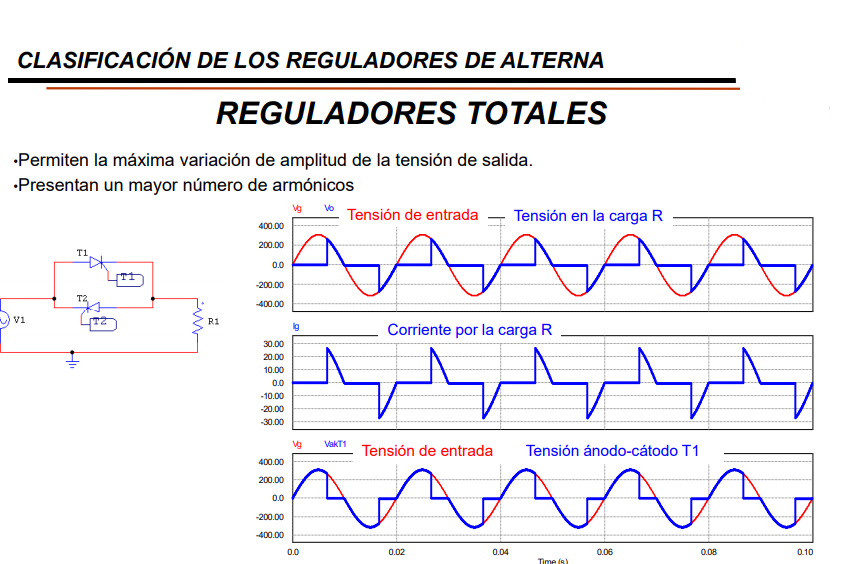 CLASIFICACIÓN DE LOS REGULADORES DE ALTERNA
REGULADORES TOTALES
•Permiten la máxima variación de amplitud de la tensión de salida.
•Presentan un mayor número de armónicos
T1
T1
T2
T2
V1
R1
Vg Vo Tensión de entrada Tensión en la carga R
400.00
200.00
0.0
-200.00
-400.00
Ig Corriente por la carga R
30.00
20.00
10.00
0.0
-10.00
-20.00
-30.00
Vg VakT1 Tensión de entrada Tensión ánodo-cátodo T1
400.00
200.00
0.0
-200.00
-400.00
0.0 0.02 0.04 0.06 0.08 0.10
Time (s)